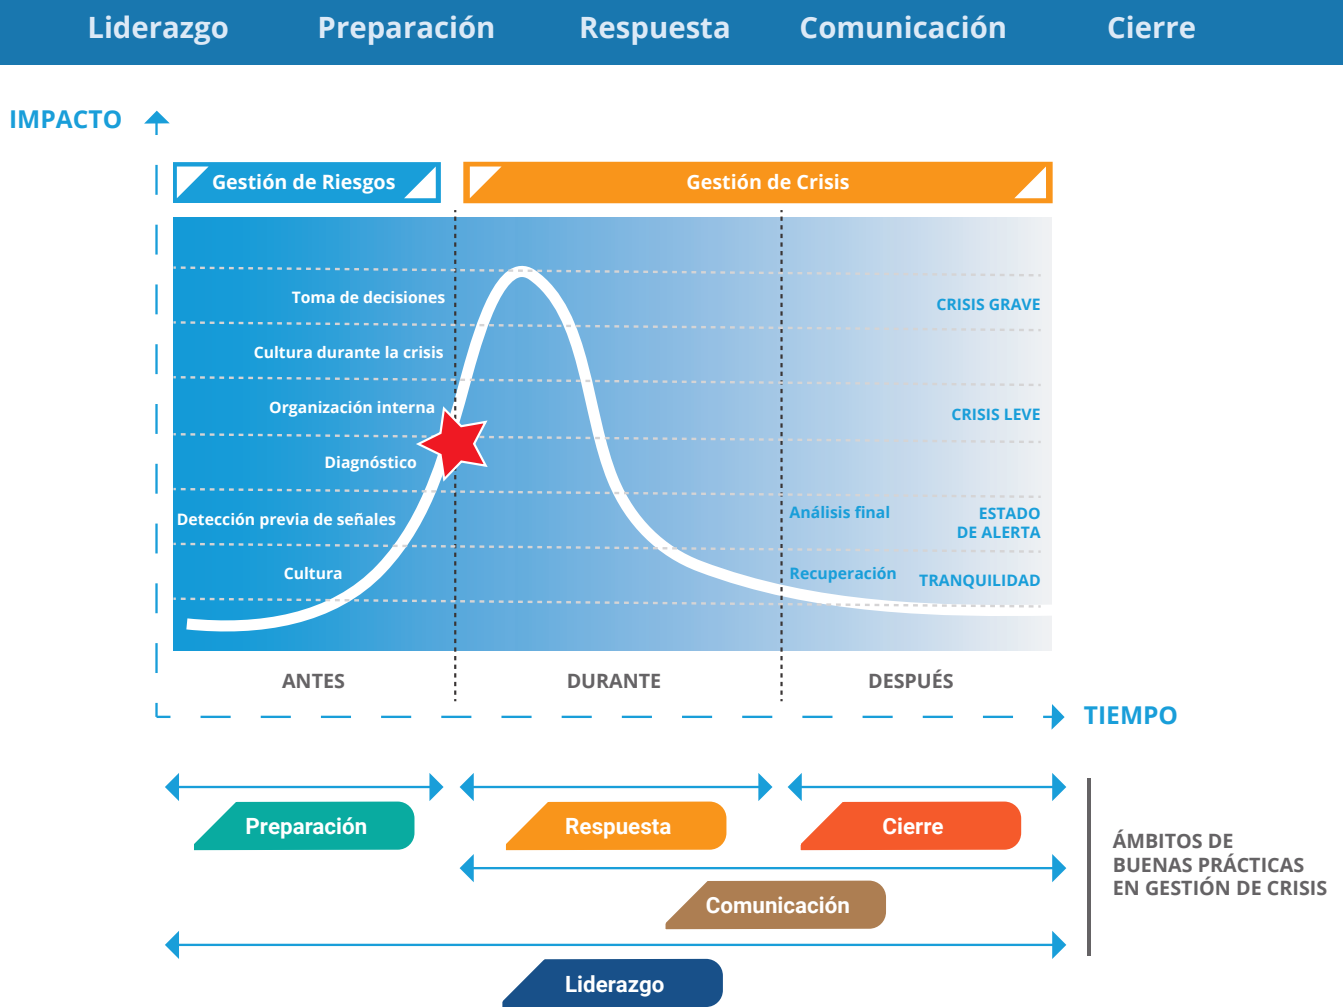 Liderazgo Preparación Respuesta Comunicación Cierre
IMPACTO
Gestión de Riesgos
Gestión de Crisis
Toma de decisiones
CRISIS GRAVE
Cultura durante la crisis
Organización interna
CRISIS LEVE
Diagnóstico
Detección previa de señales
Análisis final
ESTADO
DE ALERTA
Cultura
Recuperación
TRANQUILIDAD
ANTES
DURANTE
DESPUÉS
TIEMPO
Preparación
Respuesta
Cierre
ÁMBITOS DE
BUENAS PRÁCTICAS
EN GESTIÓN DE CRISIS
Comunicación
Liderazgo